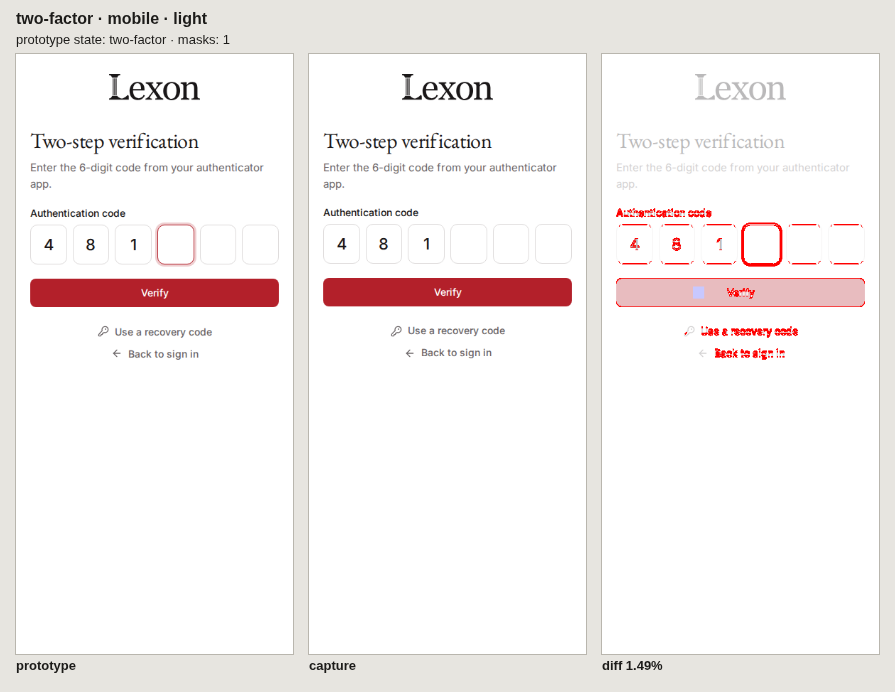 two-factor · mobile · light
prototype state: two-factor · masks: 1
Lexon
Two-step verification
Enter the 6-digit code from your authenticator
app.
Authentication code
4 8 1
Verify
Use a recovery code
Back to sign in
prototype
Lexon
Two-step verification
Enter the 6-digit code from your authenticator
app.
Authentication code
4 8 1
Verify
Use a recovery code
Back to sign in
capture
Lexon
Two-step verification
Enter the 6-digit code from your authenticator
app.
Authentication code
4 8 1
Verify
Use a recovery code
Back to sign in
diff 1.49%